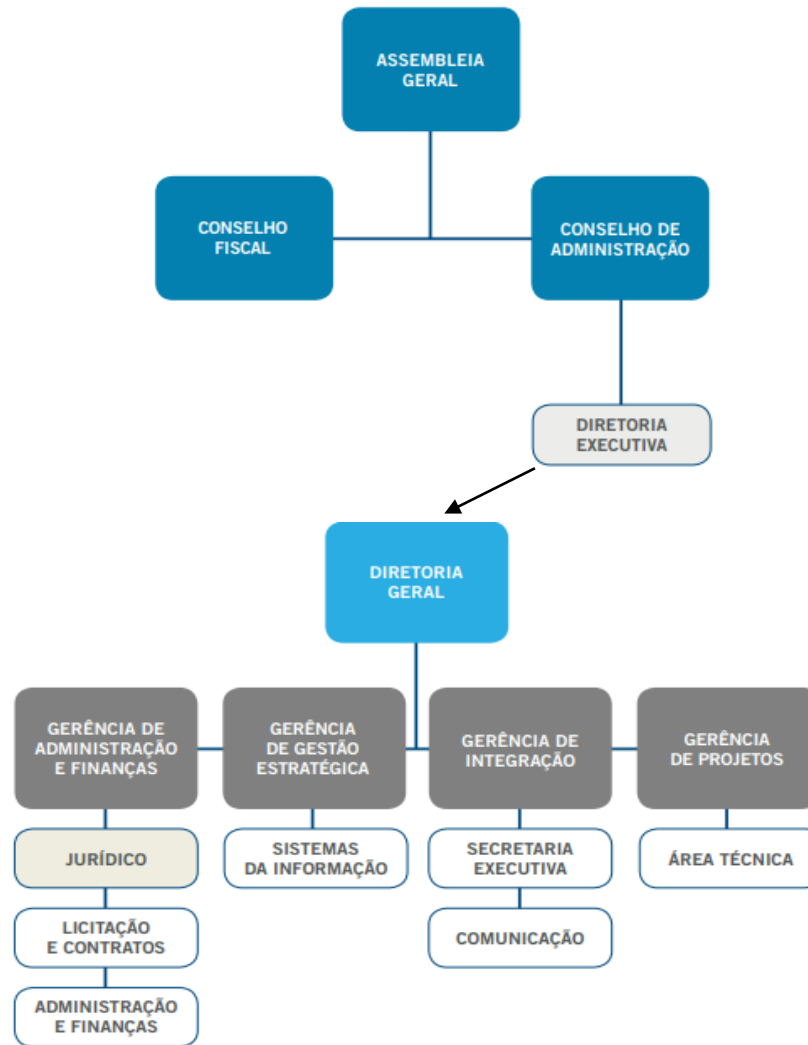 ASSEMBLEIA
GERAL
CONSELHO
FISCAL
CONSELHO DE
ADMINISTRAÇÃO
DIRETORIA
EXECUTIVA
DIRETORIA
GERAL
GERÊNCIA DE
ADMINISTRAÇÃO
E FINANÇAS
GERÊNCIA
DE GESTÃO
ESTRATÉGICA
GERÊNCIA DE
INTEGRAÇÃO
GERÊNCIA
DE PROJETOS
JURÍDICO
SISTEMAS
DA INFORMAÇÃO
SECRETARIA
EXECUTIVA
ÁREA TÉCNICA
LICITAÇÃO
E CONTRATOS
COMUNICAÇÃO
ADMINISTRAÇÃO
E FINANÇAS